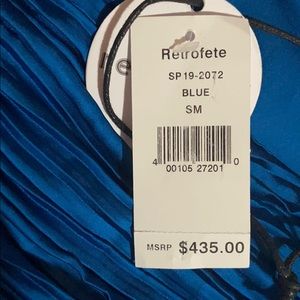 Retrofete
SP19-2072
BLUE
SM
4 00105 27201 0
MSRP $435.00